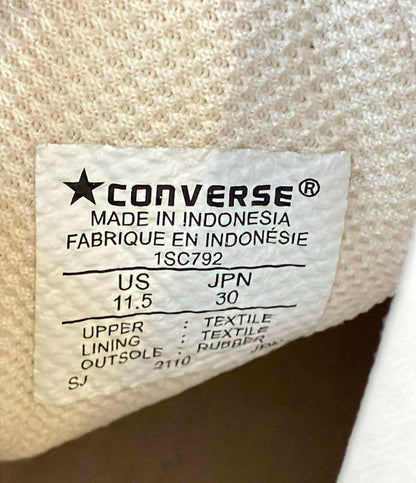 ★CONVERSE®
MADE IN INDONESIA
FABRIQUE EN INDONÉSIE
1SC792
US JPN
11.5 30
UPPER : TEXTILE
LINING : TEXTILE
OUTSOLE : RUBBER
SJ 2110 JPN